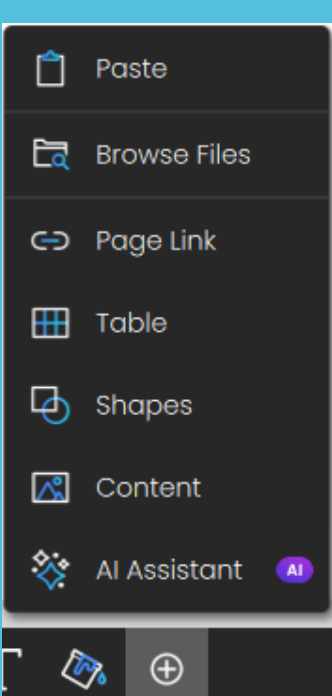 Paste
Browse Files
Page Link
Table
Shapes
Content
AI Assistant AI